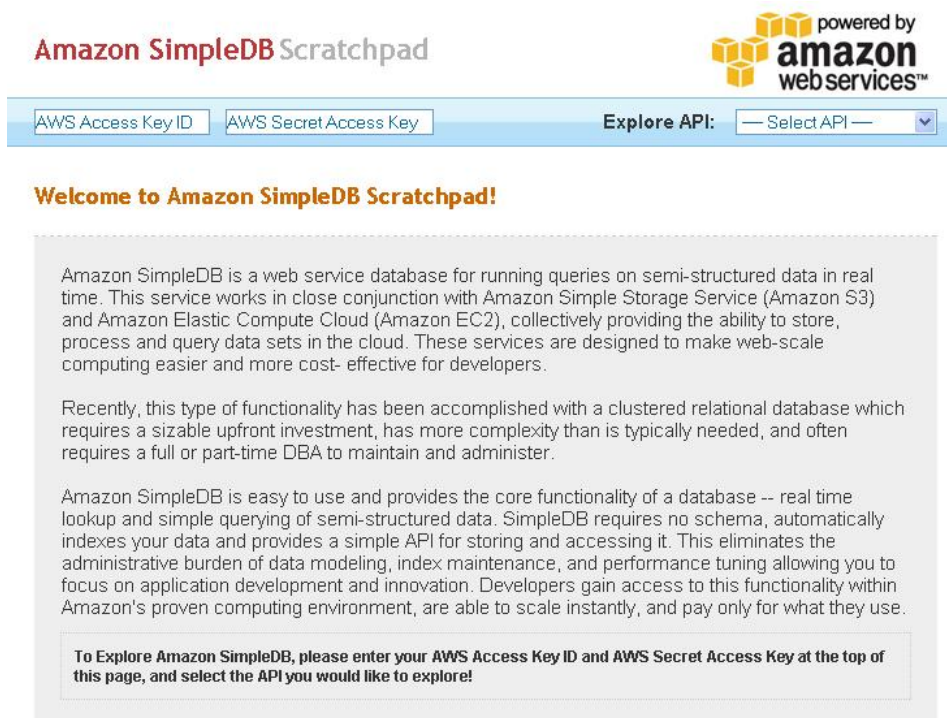 Amazon SimpleDB Scratchpad
powered by
amazon
webservices™
AWS Access Key ID
AWS Secret Access Key
Explore API:
— Select API —
Welcome to Amazon SimpleDB Scratchpad!
Amazon SimpleDB is a web service database for running queries on semi-structured data in real
time. This service works in close conjunction with Amazon Simple Storage Service (Amazon S3)
and Amazon Elastic Compute Cloud (Amazon EC2), collectively providing the ability to store,
process and query data sets in the cloud. These services are designed to make web-scale
computing easier and more cost- effective for developers.
Recently, this type of functionality has been accomplished with a clustered relational database which
requires a sizable upfront investment, has more complexity than is typically needed, and often
requires a full or part-time DBA to maintain and administer.
Amazon SimpleDB is easy to use and provides the core functionality of a database -- real time
lookup and simple querying of semi-structured data. SimpleDB requires no schema, automatically
indexes your data and provides a simple API for storing and accessing it. This eliminates the
administrative burden of data modeling, index maintenance, and performance tuning allowing you to
focus on application development and innovation. Developers gain access to this functionality within
Amazon's proven computing environment, are able to scale instantly, and pay only for what they use.
To Explore Amazon SimpleDB, please enter your AWS Access Key ID and AWS Secret Access Key at the top of
this page, and select the API you would like to explore!